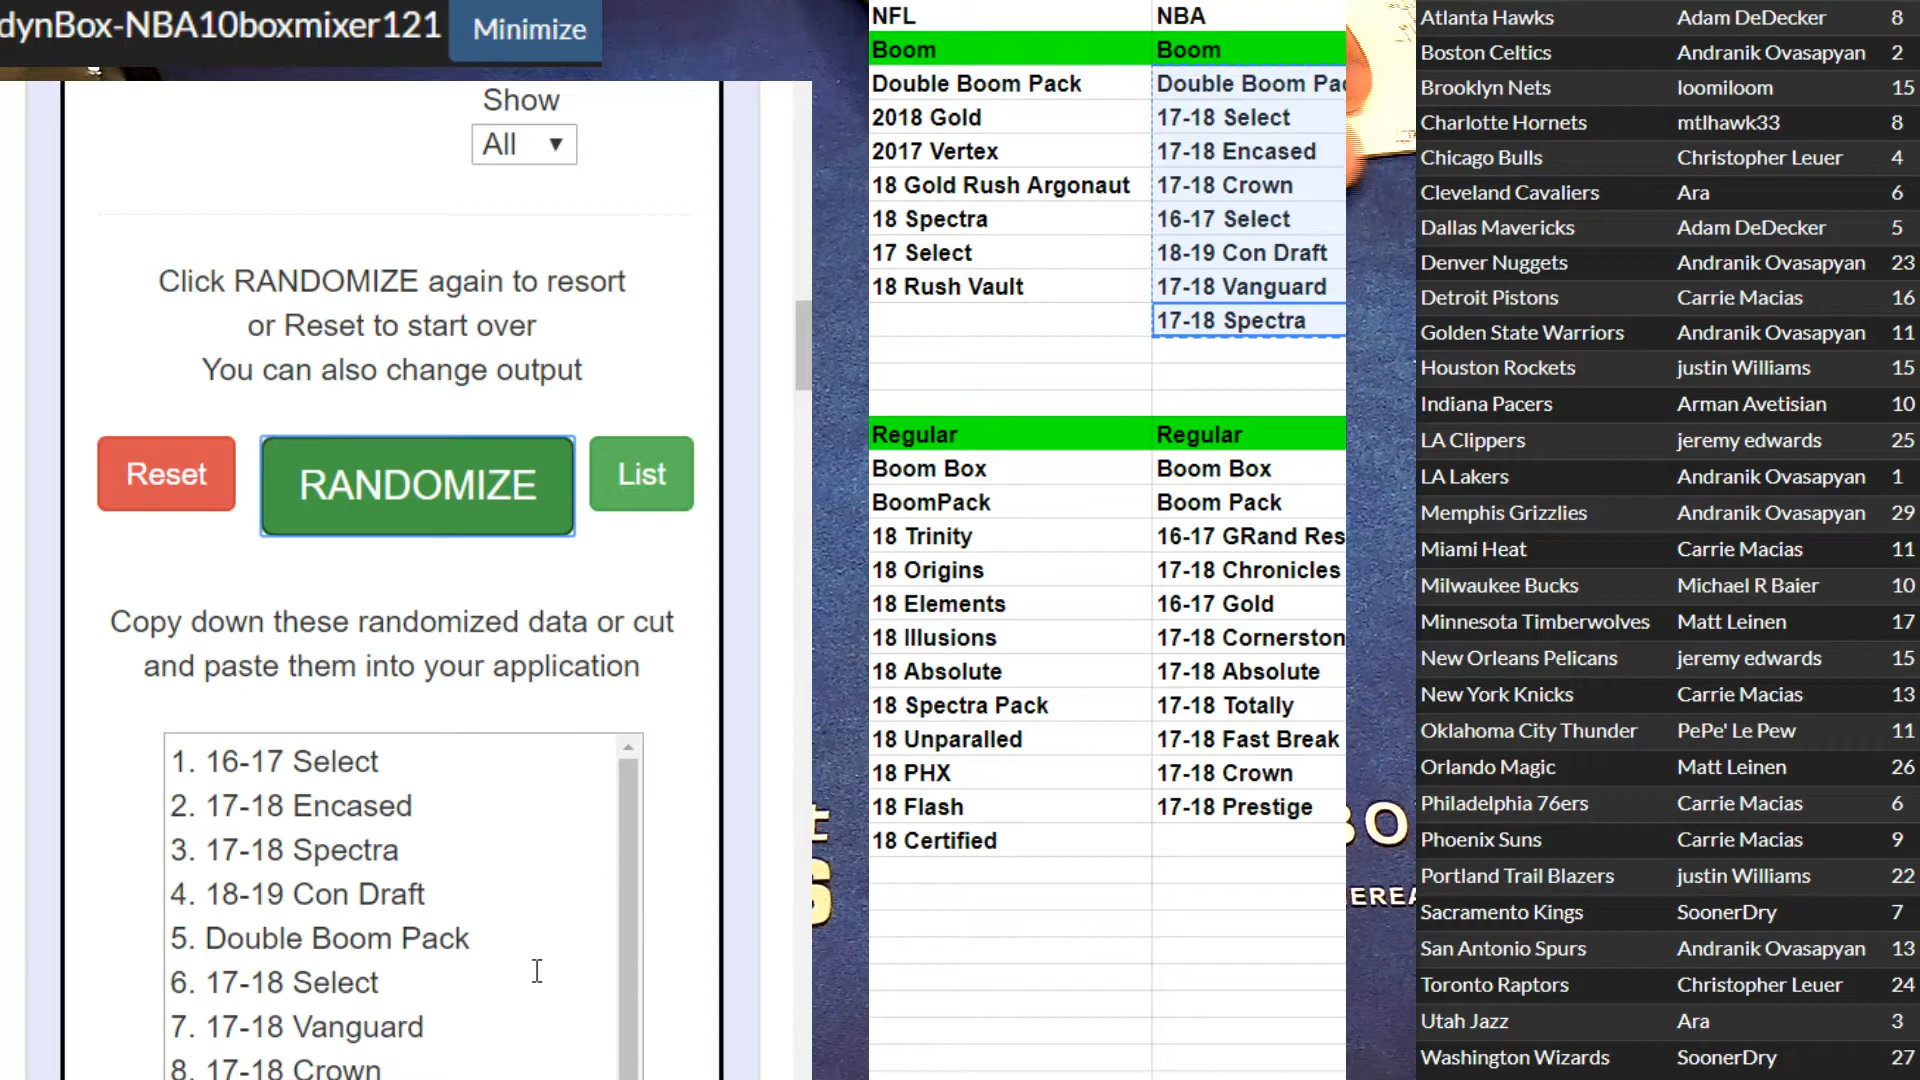 dynBox-NBA10boxmixer121
Minimize
Show
All
Click RANDOMIZE again to resort
or Reset to start over
You can also change output
Reset
RANDOMIZE
List
Copy down these randomized data or cut
and paste them into your application
1. 16-17 Select
2. 17-18 Encased
3. 17-18 Spectra
4. 18-19 Con Draft
5. Double Boom Pack
6. 17-18 Select
7. 17-18 Vanguard
8. 17-18 Crown
NFL NBA
Boom Boom
Double Boom Pack Double Boom Pac
2018 Gold 17-18 Select
2017 Vertex 17-18 Encased
18 Gold Rush Argonaut 17-18 Crown
18 Spectra 16-17 Select
17 Select 18-19 Con Draft
18 Rush Vault 17-18 Vanguard
17-18 Spectra
Regular Regular
Boom Box Boom Box
BoomPack Boom Pack
18 Trinity 16-17 GRand Res
18 Origins 17-18 Chronicles
18 Elements 16-17 Gold
18 Illusions 17-18 Cornerston
18 Absolute 17-18 Absolute
18 Spectra Pack 17-18 Totally
18 Unparalled 17-18 Fast Break
18 PHX 17-18 Crown
18 Flash 17-18 Prestige
18 Certified
BO
EREA
Atlanta Hawks Adam DeDecker 8
Boston Celtics Andranik Ovasapyan 2
Brooklyn Nets loomiloom 15
Charlotte Hornets mtlhawk33 8
Chicago Bulls Christopher Leuer 4
Cleveland Cavaliers Ara 6
Dallas Mavericks Adam DeDecker 5
Denver Nuggets Andranik Ovasapyan 23
Detroit Pistons Carrie Macias 16
Golden State Warriors Andranik Ovasapyan 11
Houston Rockets justin Williams 15
Indiana Pacers Arman Avetisian 10
LA Clippers jeremy edwards 25
LA Lakers Andranik Ovasapyan 1
Memphis Grizzlies Andranik Ovasapyan 29
Miami Heat Carrie Macias 11
Milwaukee Bucks Michael R Baier 10
Minnesota Timberwolves Matt Leinen 17
New Orleans Pelicans jeremy edwards 15
New York Knicks Carrie Macias 13
Oklahoma City Thunder PePe' Le Pew 11
Orlando Magic Matt Leinen 26
Philadelphia 76ers Carrie Macias 6
Phoenix Suns Carrie Macias 9
Portland Trail Blazers justin Williams 22
Sacramento Kings SoonerDry 7
San Antonio Spurs Andranik Ovasapyan 13
Toronto Raptors Christopher Leuer 24
Utah Jazz Ara 3
Washington Wizards SoonerDry 27